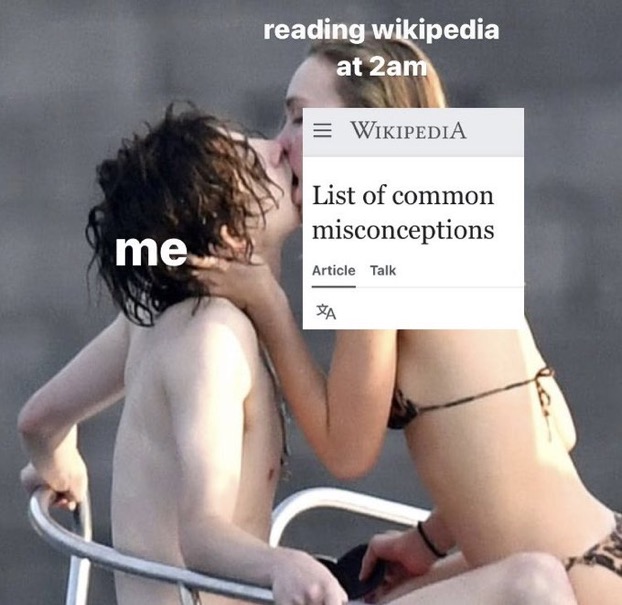 reading wikipedia
at 2am
WIKIPEDIA
List of common
misconceptions
me
Article Talk